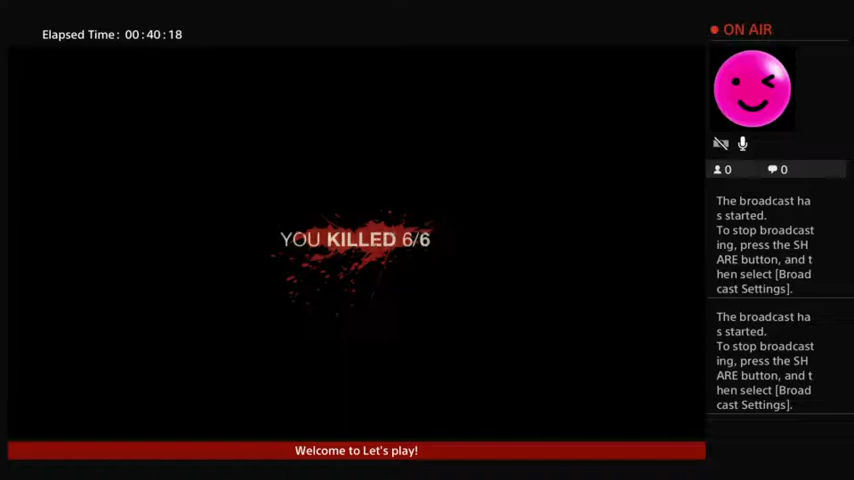 Elapsed Time: 00:40:18
ON AIR
0 0
The broadcast ha
s started.
To stop broadcast
ing, press the SH
ARE button, and t
hen select [Broad
cast Settings].
The broadcast ha
s started.
To stop broadcast
ing, press the SH
ARE button, and t
hen select [Broad
cast Settings].
YOU KILLED 6/6
Welcome to Let's play!